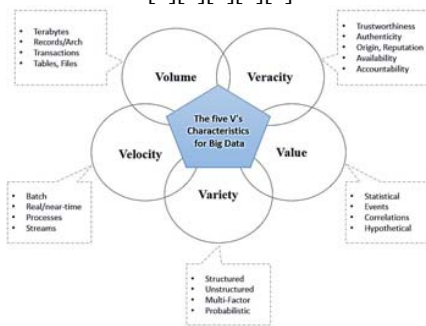 • Terabytes
• Records/Arch
• Transactions
• Tables, Files
• Trustworthiness
• Authenticity
• Origin, Reputation
• Availability
• Accountability
Volume
Veracity
The five V's
Characteristics
for Big Data
Velocity
Value
Variety
• Batch
• Real/near-time
• Processes
• Streams
• Statistical
• Events
• Correlations
• Hypothetical
• Structured
• Unstructured
• Multi-Factor
• Probabilistic